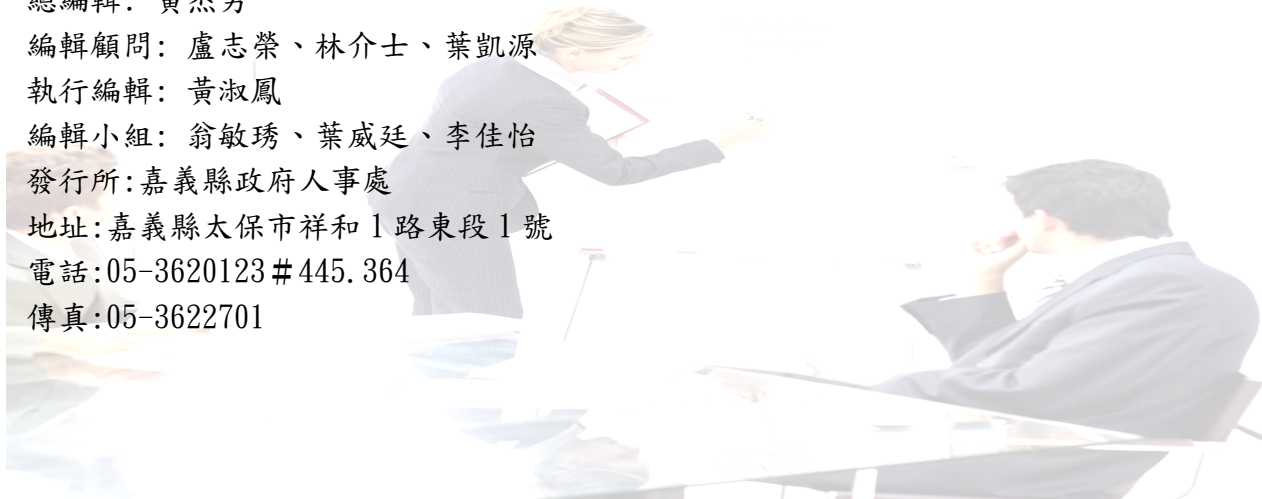 總編輯: 黃
編輯顧問: 盧志榮、林介士、葉凱源
執行編輯: 黃淑鳳
編輯小組: 翁敏琇、葉威廷、李佳怡
發行所:嘉義縣政府人事處
地址:嘉義縣太保市祥和1路東段1號
電話:05-3620123#445.364
傳真:05-3622701